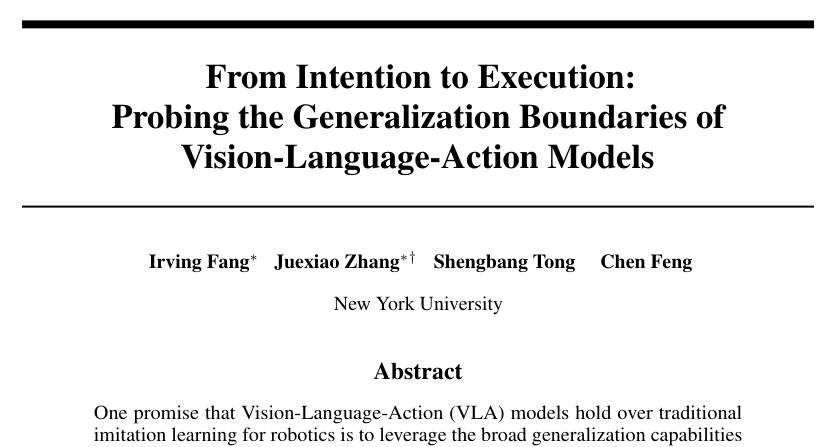 From Intention to Execution:
Probing the Generalization Boundaries of
Vision-Language-Action Models
Irving Fang* Juexiao Zhang*† Shengbang Tong Chen Feng
New York University
Abstract
One promise that Vision-Language-Action (VLA) models hold over traditional
imitation learning for robotics is to leverage the broad generalization capabilities